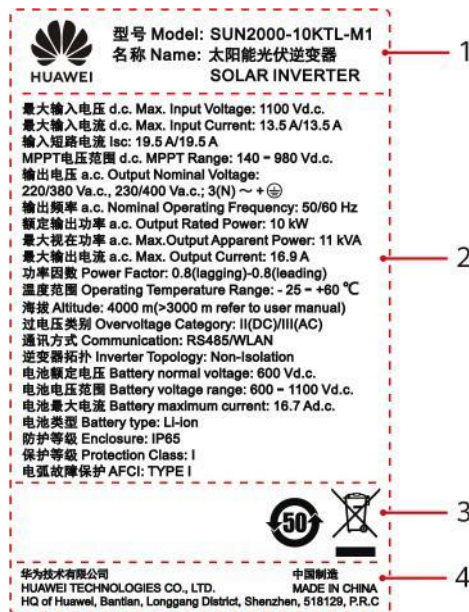 HUAWEI
型号 Model: SUN2000-10KTL-M1
名称 Name: 太阳能光伏逆变器
SOLAR INVERTER
1
最大输入电压 d.c. Max. Input Voltage: 1100 Vd.c.
最大输入电流 d.c. Max. Input Current: 13.5 A/13.5 A
输入短路电流 Isc: 19.5 A/19.5 A
MPPT电压范围 d.c. MPPT Range: 140 - 980 Vd.c.
输出电压 a.c. Output Nominal Voltage:
220/380 Va.c., 230/400 Va.c.; 3(N) ~ + ⏚
输出频率 a.c. Nominal Operating Frequency: 50/60 Hz
额定输出功率 a.c. Output Rated Power: 10 kW
最大视在功率 a.c. Max.Output Apparent Power: 11 kVA
最大输出电流 a.c. Max. Output Current: 16.9 A
功率因数 Power Factor: 0.8(lagging)-0.8(leading)
温度范围 Operating Temperature Range: - 25 - +60 ℃
海拔 Altitude: 4000 m(>3000 m refer to user manual)
过电压类别 Overvoltage Category: II(DC)/III(AC)
通讯方式 Communication: RS485/WLAN
逆变器拓扑 Inverter Topology: Non-Isolation
电池额定电压 Battery normal voltage: 600 Vd.c.
电池电压范围 Battery voltage range: 600 - 1100 Vd.c.
电池最大电流 Battery maximum current: 16.7 Ad.c.
电池类型 Battery type: Li-ion
防护等级 Enclosure: IP65
保护等级 Protection Class: I
电弧故障保护 AFCI: TYPE I
2
50
3
华为技术有限公司 中国制造
HUAWEI TECHNOLOGIES CO., LTD. MADE IN CHINA
HQ of Huawei, Bantian, Longgang District, Shenzhen, 518129, P.R.C
4